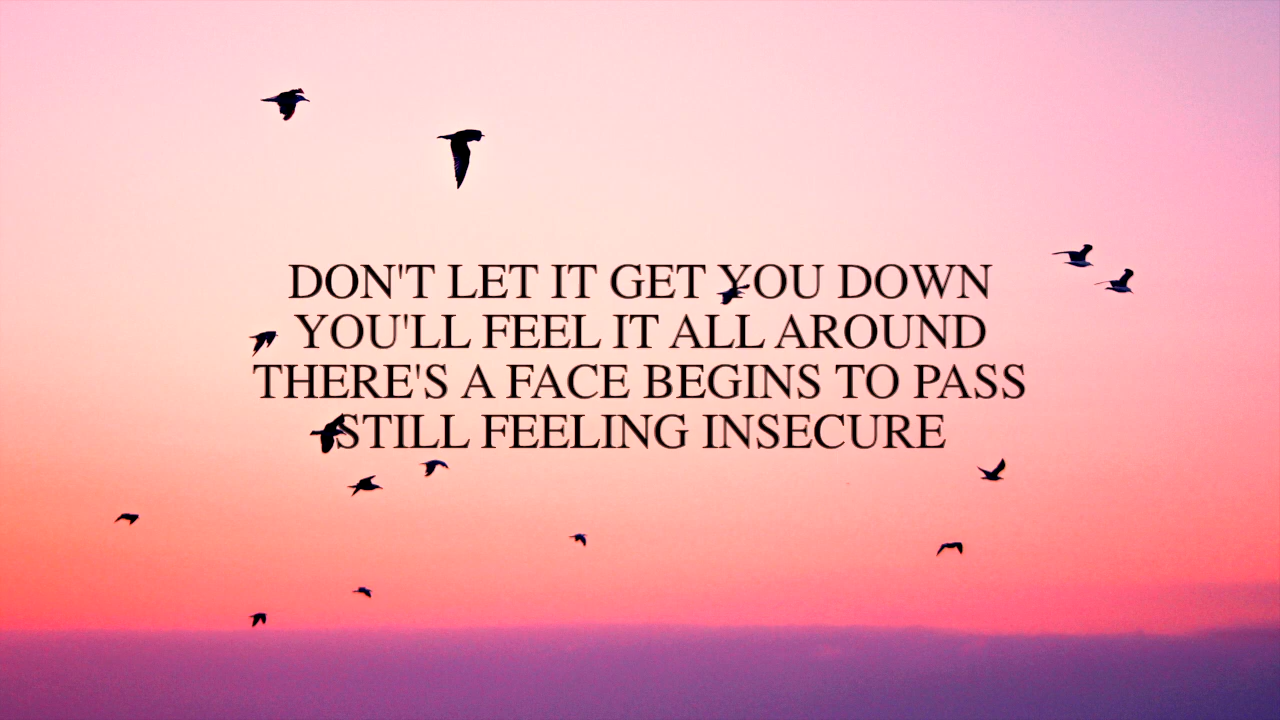 DON'T LET IT GET YOU DOWN
YOU'LL FEEL IT ALL AROUND
THERE'S A FACE BEGINS TO PASS
STILL FEELING INSECURE